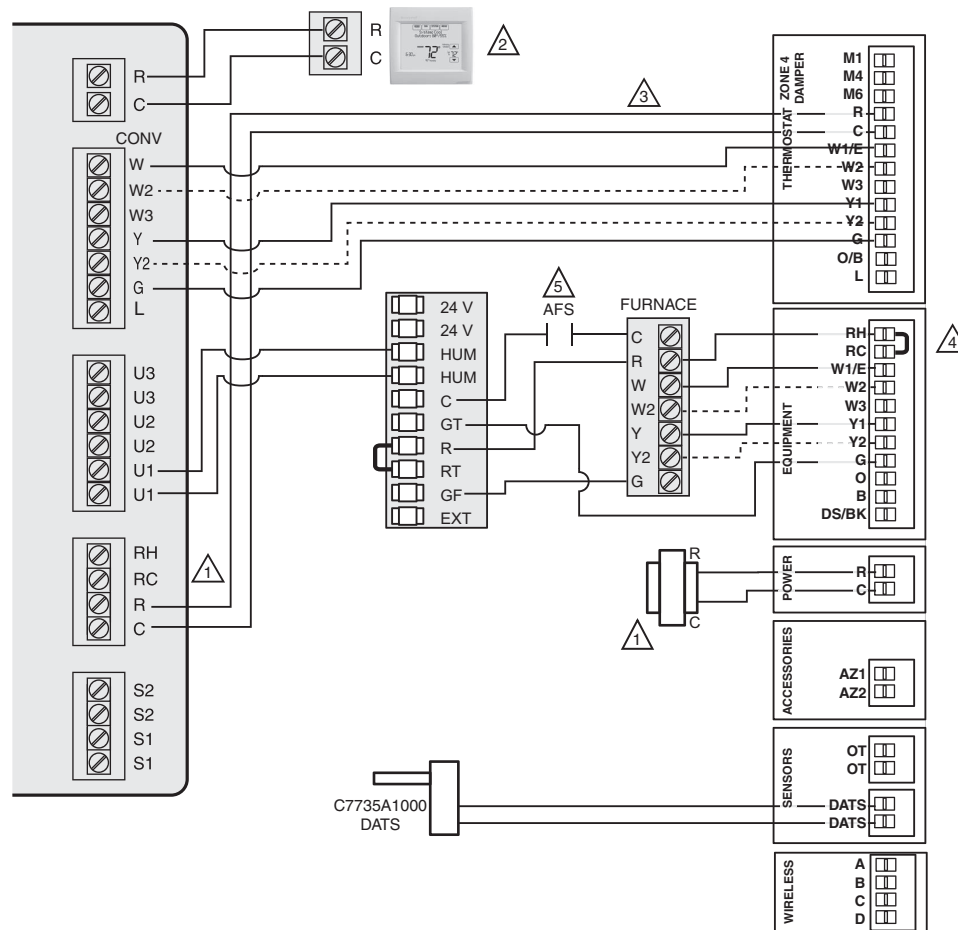 R
C
CONV
W
W2
W3
Y
Y2
G
L
U3
U3
U2
U2
U1
U1
RH
RC
R
C
S2
S2
S1
S1
1
R
C
72
2
3
24 V
24 V
HUM
HUM
C
GT
R
RT
GF
EXT
5
AFS
FURNACE
C
R
W
W2
Y
Y2
G
1
R
C
C7735A1000
DATS
THERMOSTAT
ZONE 4
DAMPER
M1
M4
M6
R
C
W1/E
W2
W3
Y1
Y2
G
O/B
L
EQUIPMENT
RH
RC
W1/E
W2
W3
Y1
Y2
G
O
B
DS/BK
4
POWER
R
C
ACCESSORIES
AZ1
AZ2
SENSORS
OT
OT
DATS
DATS
WIRELESS
A
B
C
D